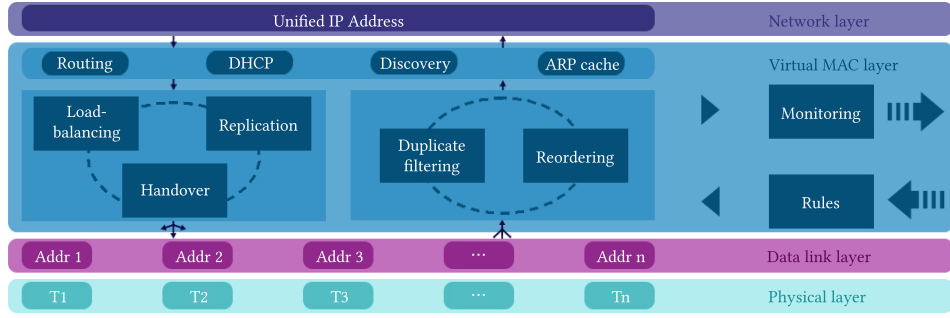 Unified IP Address
Network layer
Routing
DHCP
Discovery
ARP cache
Virtual MAC layer
Load-
balancing
Replication
Handover
Duplicate
filtering
Reordering
Monitoring
Rules
Addr 1
Addr 2
Addr 3
...
Addr n
Data link layer
T1
T2
T3
...
Tn
Physical layer